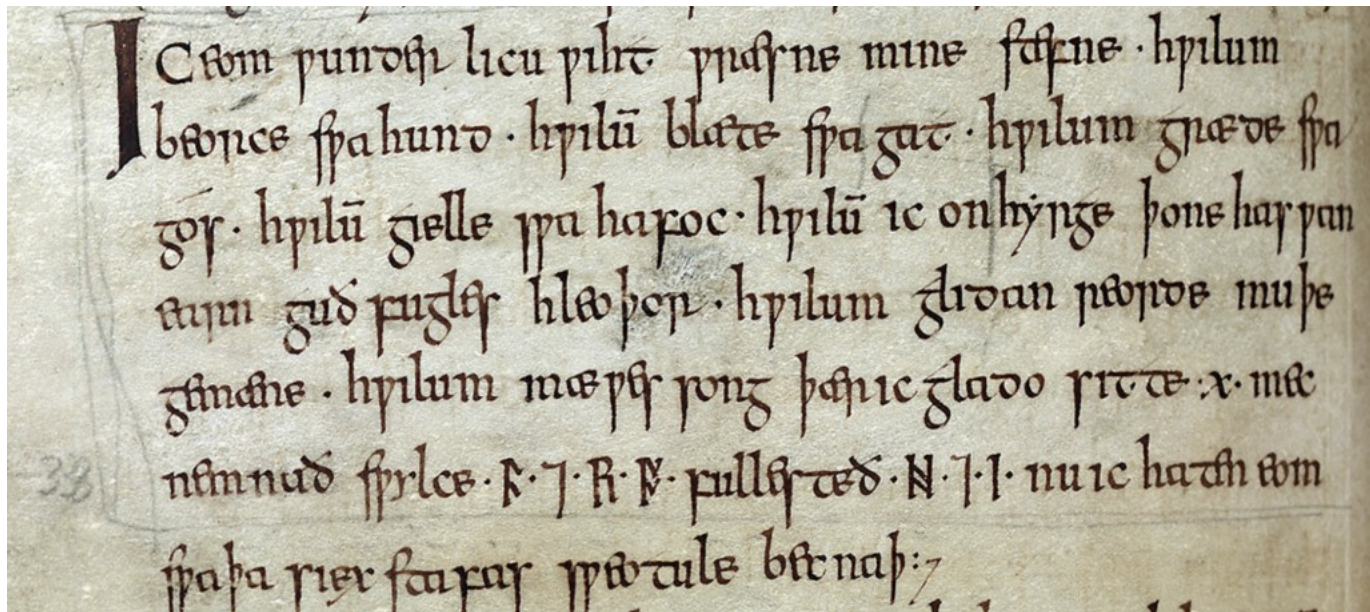 IC eom ƿunderlicu ƿiht ƿræsne mine stefne · hƿilum
beorce sƿa hund · hƿilū blæte sƿa gat · hƿilum græde sƿa
gos · hƿilū gielle sƿa hafoc · hƿilū ic onhyrge þone hasƿan
earn guð fugles hleoþor · hƿilum glidan reorde muþe
gemæne · hƿilum mæƿes song þær ic glado sitte · ᚷ · mec
nemnað sƿylce · ᚫ · ⁊ · ᚱ · ᚩ · fullesteð · ᚻ · ⁊ · ᛁ · nu ic haten eom
sƿa þa siex stafas sƿeotule becnaþ :⁊